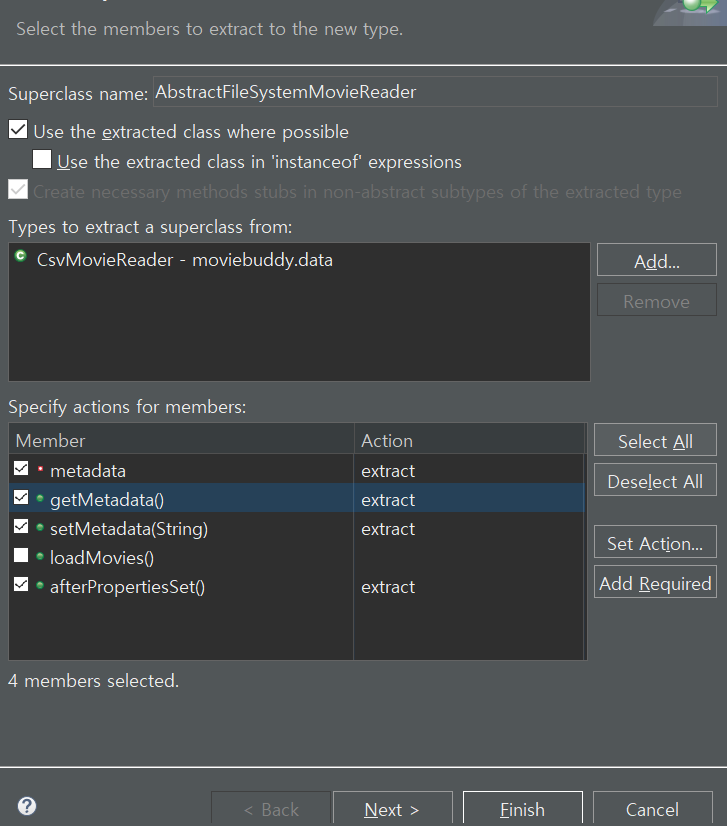 Select the members to extract to the new type.
Superclass name: AbstractFileSystemMovieReader
Use the extracted class where possible
Use the extracted class in 'instanceof' expressions
Create necessary methods stubs in non-abstract subtypes of the extracted type
Types to extract a superclass from:
CsvMovieReader - moviebuddy.data
Add...
Remove
Specify actions for members:
Member Action
metadata extract
getMetadata() extract
setMetadata(String) extract
loadMovies()
afterPropertiesSet() extract
Select All
Deselect All
Set Action...
Add Required
4 members selected.
? < Back Next > Finish Cancel